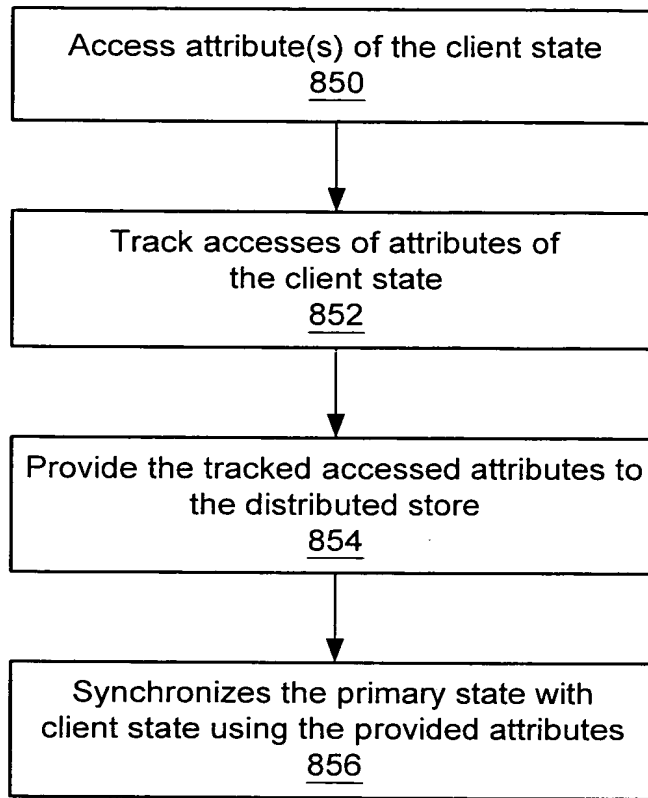 Access attribute(s) of the client state
850
Track accesses of attributes of
the client state
852
Provide the tracked accessed attributes to
the distributed store
854
Synchronizes the primary state with
client state using the provided attributes
856